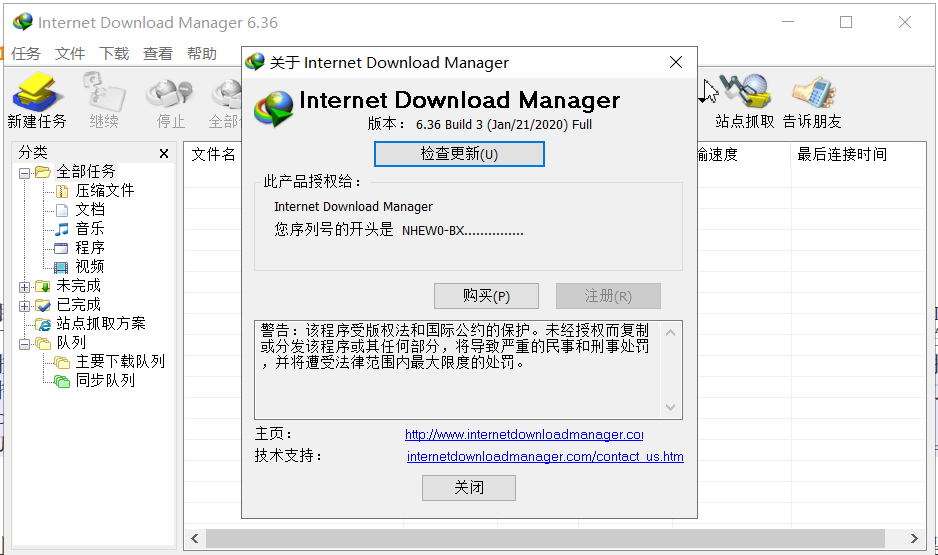 Internet Download Manager 6.36
任务 文件 下载 查看 帮助
新建任务 继续 停止 站点抓取 告诉朋友
分类
全部任务
压缩文件
文档
音乐
程序
视频
未完成
已完成
站点抓取方案
队列
主要下载队列
同步队列
文件名 输速度 最后连接时间
关于 Internet Download Manager
Internet Download Manager
版本： 6.36 Build 3 (Jan/21/2020) Full
检查更新(U)
此产品授权给：
Internet Download Manager
您序列号的开头是 NHEW0-BX...............
购买(P) 注册(R)
警告：该程序受版权法和国际公约的保护。未经授权而复制
或分发该程序或其任何部分，将导致严重的民事和刑事处罚
，并将遭受法律范围内最大限度的处罚。
主页： http://www.internetdownloadmanager.co
技术支持： internetdownloadmanager.com/contact_us.htm
关闭